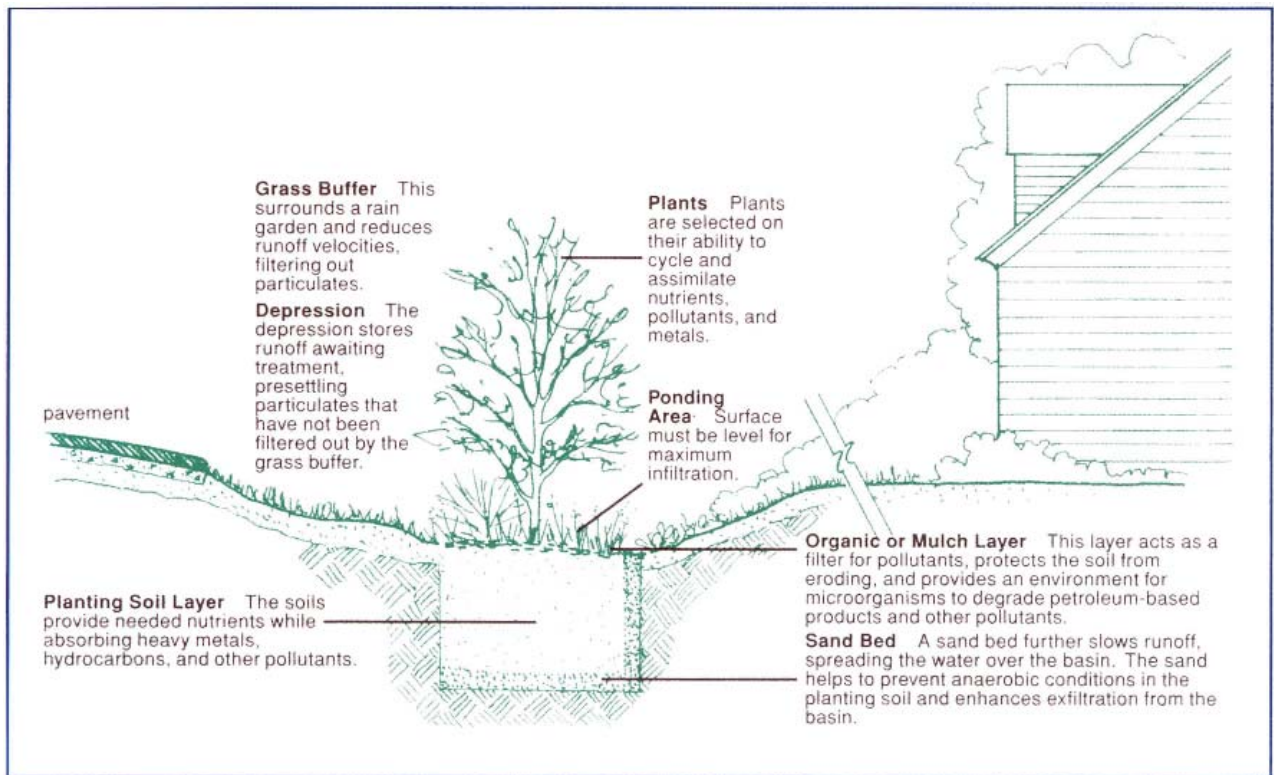 Grass Buffer This
surrounds a rain
garden and reduces
runoff velocities,
filtering out
particulates.
Depression The
depression stores
runoff awaiting
treatment,
presettling
particulates that
have not been
filtered out by the
grass buffer.
pavement
Plants Plants
are selected on
their ability to
cycle and
assimilate
nutrients,
pollutants, and
metals.
Ponding
Area Surface
must be level for
maximum
infiltration.
Planting Soil Layer The soils
provide needed nutrients while
absorbing heavy metals,
hydrocarbons, and other pollutants.
Organic or Mulch Layer This layer acts as a
filter for pollutants, protects the soil from
eroding, and provides an environment for
microorganisms to degrade petroleum-based
products and other pollutants.
Sand Bed A sand bed further slows runoff,
spreading the water over the basin. The sand
helps to prevent anaerobic conditions in the
planting soil and enhances exfiltration from the
basin.